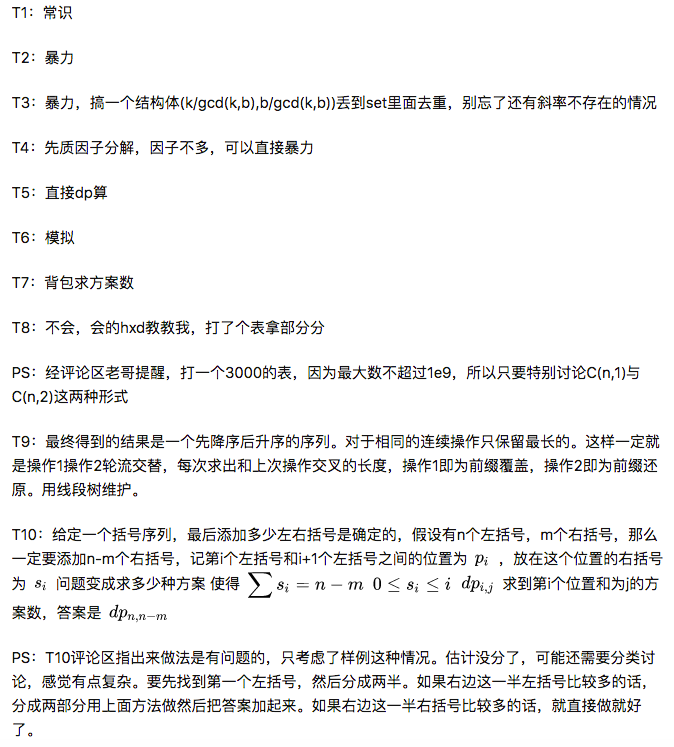 T1：常识
T2：暴力
T3：暴力，搞一个结构体(k/gcd(k,b),b/gcd(k,b))丢到set里面去重，别忘了还有斜率不存在的情况
T4：先质因子分解，因子不多，可以直接暴力
T5：直接dp算
T6：模拟
T7：背包求方案数
T8：不会，会的hxd教教我，打了个表拿部分分
PS：经评论区老哥提醒，打一个3000的表，因为最大数不超过1e9，所以只要特别讨论C(n,1)与
C(n,2)这两种形式
T9：最终得到的结果是一个先降序后升序的序列。对于相同的连续操作只保留最长的。这样一定就
是操作1操作2轮流交替，每次求出和上次操作交叉的长度，操作1即为前缀覆盖，操作2即为前缀还
原。用线段树维护。
T10：给定一个括号序列，最后添加多少左右括号是确定的，假设有n个左括号，m个右括号，那么
一定要添加n-m个右括号，记第i个左括号和i+1个左括号之间的位置为 p_i ，放在这个位置的右括号
为 s_i 问题变成求多少种方案 使得 ∑ s_i = n − m 0 ≤ s_i ≤ i dp_{i,j} 求到第i个位置和为j的方
案数，答案是 dp_{n,n−m}
PS：T10评论区指出来做法是有问题的，只考虑了样例这种情况。估计没分了，可能还需要分类讨
论，感觉有点复杂。要先找到第一个左括号，然后分成两半。如果右边这一半左括号比较多的话，
分成两部分用上面方法做然后把答案加起来。如果右边这一半右括号比较多的话，就直接做就好
了。